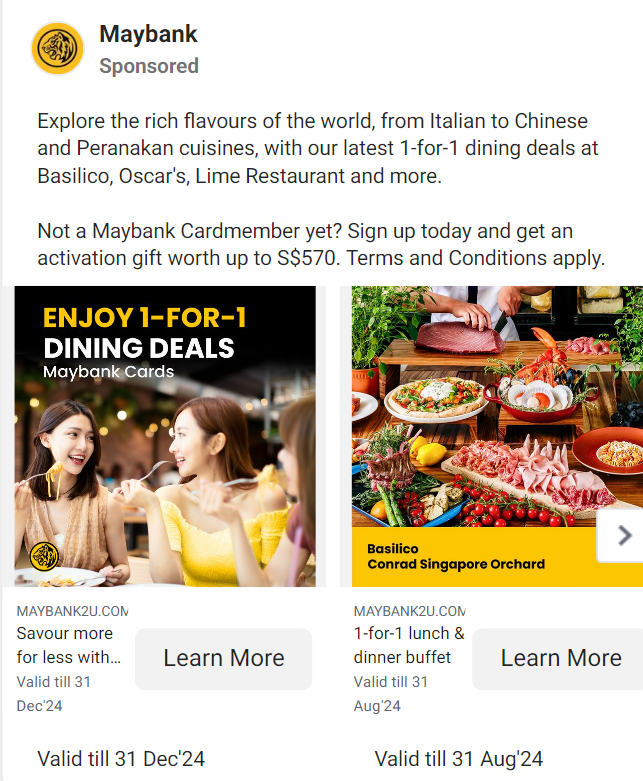 Maybank
Sponsored
Explore the rich flavours of the world, from Italian to Chinese
and Peranakan cuisines, with our latest 1-for-1 dining deals at
Basilico, Oscar's, Lime Restaurant and more.
Not a Maybank Cardmember yet? Sign up today and get an
activation gift worth up to S$570. Terms and Conditions apply.
ENJOY 1-FOR-1
DINING DEALS
Maybank Cards
Basilico
Conrad Singapore Orchard
MAYBANK2U.COM
Savour more
for less with...
Valid till 31
Dec'24
Learn More
MAYBANK2U.COM
1-for-1 lunch &
dinner buffet
Valid till 31
Aug'24
Learn More
Valid till 31 Dec'24
Valid till 31 Aug'24